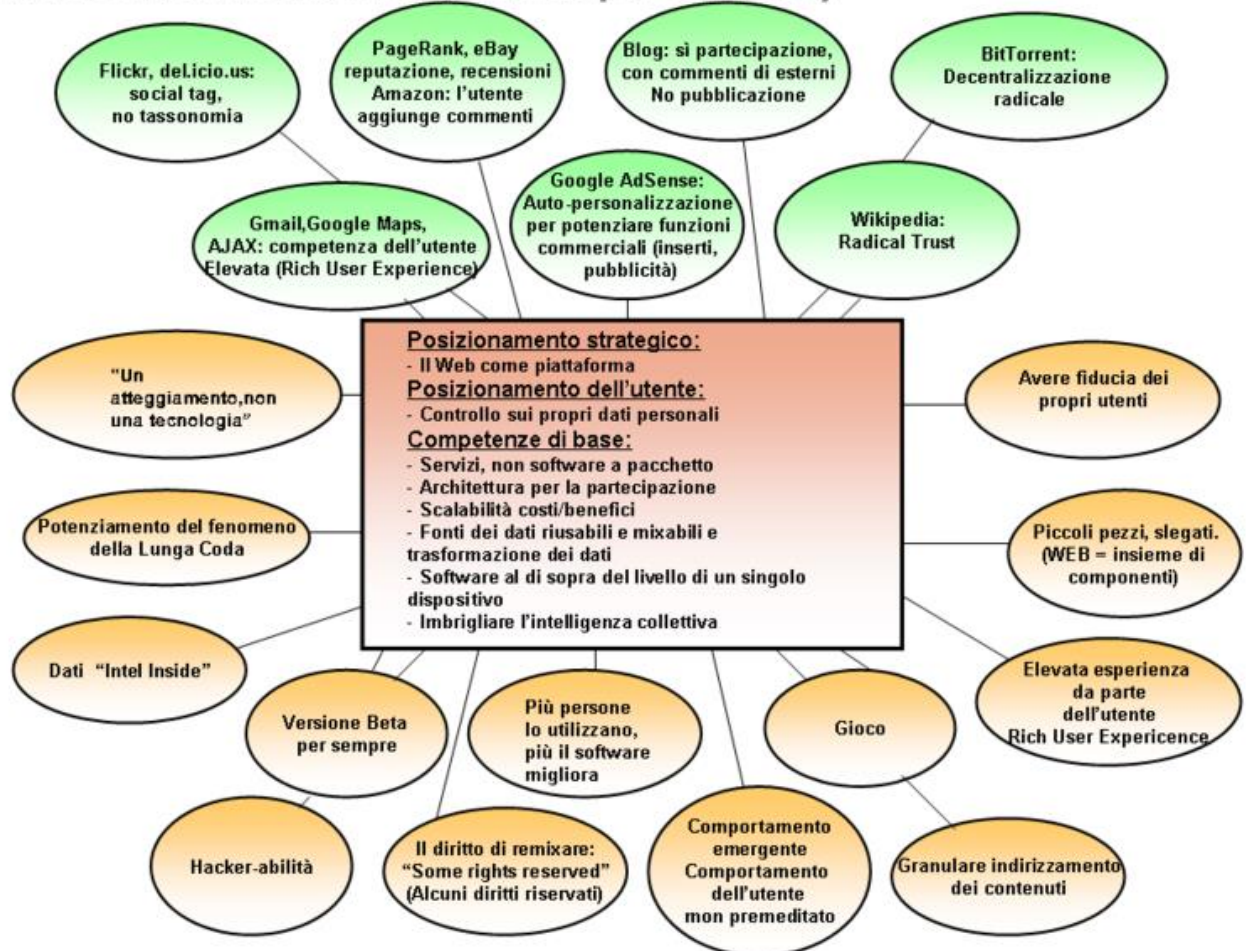 Flickr, del.icio.us:
social tag,
no tassonomia
PageRank, eBay
reputazione, recensioni
Amazon: l'utente
aggiunge commenti
Blog: sì partecipazione,
con commenti di esterni
No pubblicazione
BitTorrent:
Decentralizzazione
radicale
Gmail,Google Maps,
AJAX: competenza dell'utente
Elevata (Rich User Experience)
Google AdSense:
Auto-personalizzazione
per potenziare funzioni
commerciali (inserti,
pubblicità)
Wikipedia:
Radical Trust
Posizionamento strategico:
- Il Web come piattaforma
Posizionamento dell'utente:
- Controllo sui propri dati personali
Competenze di base:
- Servizi, non software a pacchetto
- Architettura per la partecipazione
- Scalabilità costi/benefici
- Fonti dei dati riusabili e mixabili e
trasformazione dei dati
- Software al di sopra del livello di un singolo
dispositivo
- Imbrigliare l'intelligenza collettiva
"Un
atteggiamento,non
una tecnologia"
Avere fiducia dei
propri utenti
Potenziamento del fenomeno
della Lunga Coda
Piccoli pezzi, slegati.
(WEB = insieme di
componenti)
Dati "Intel Inside"
Elevata esperienza
da parte
dell'utente
Rich User Expericence
Versione Beta
per sempre
Più persone
lo utilizzano,
più il software
migliora
Gioco
Hacker-abilità
Il diritto di remixare:
"Some rights reserved"
(Alcuni diritti riservati)
Comportamento
emergente
Comportamento
dell'utente
mon premeditato
Granulare indirizzamento
dei contenuti